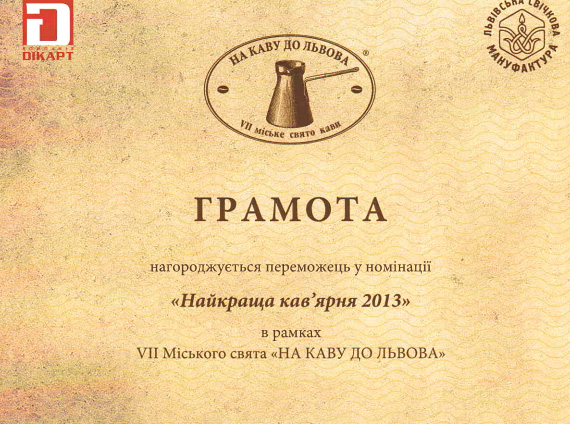 КОМПАНІЯ
DIКАРТ
ЛЬВІВСЬКА СВІЧКОВА
МАНУФАКТУРА
НА КАВУ ДО ЛЬВОВА
®
VII міське свято кави
ГРАМОТА
нагороджується переможець у номінації
«Найкраща кав’ярня 2013»
в рамках
VII Міського свята «НА КАВУ ДО ЛЬВОВА»